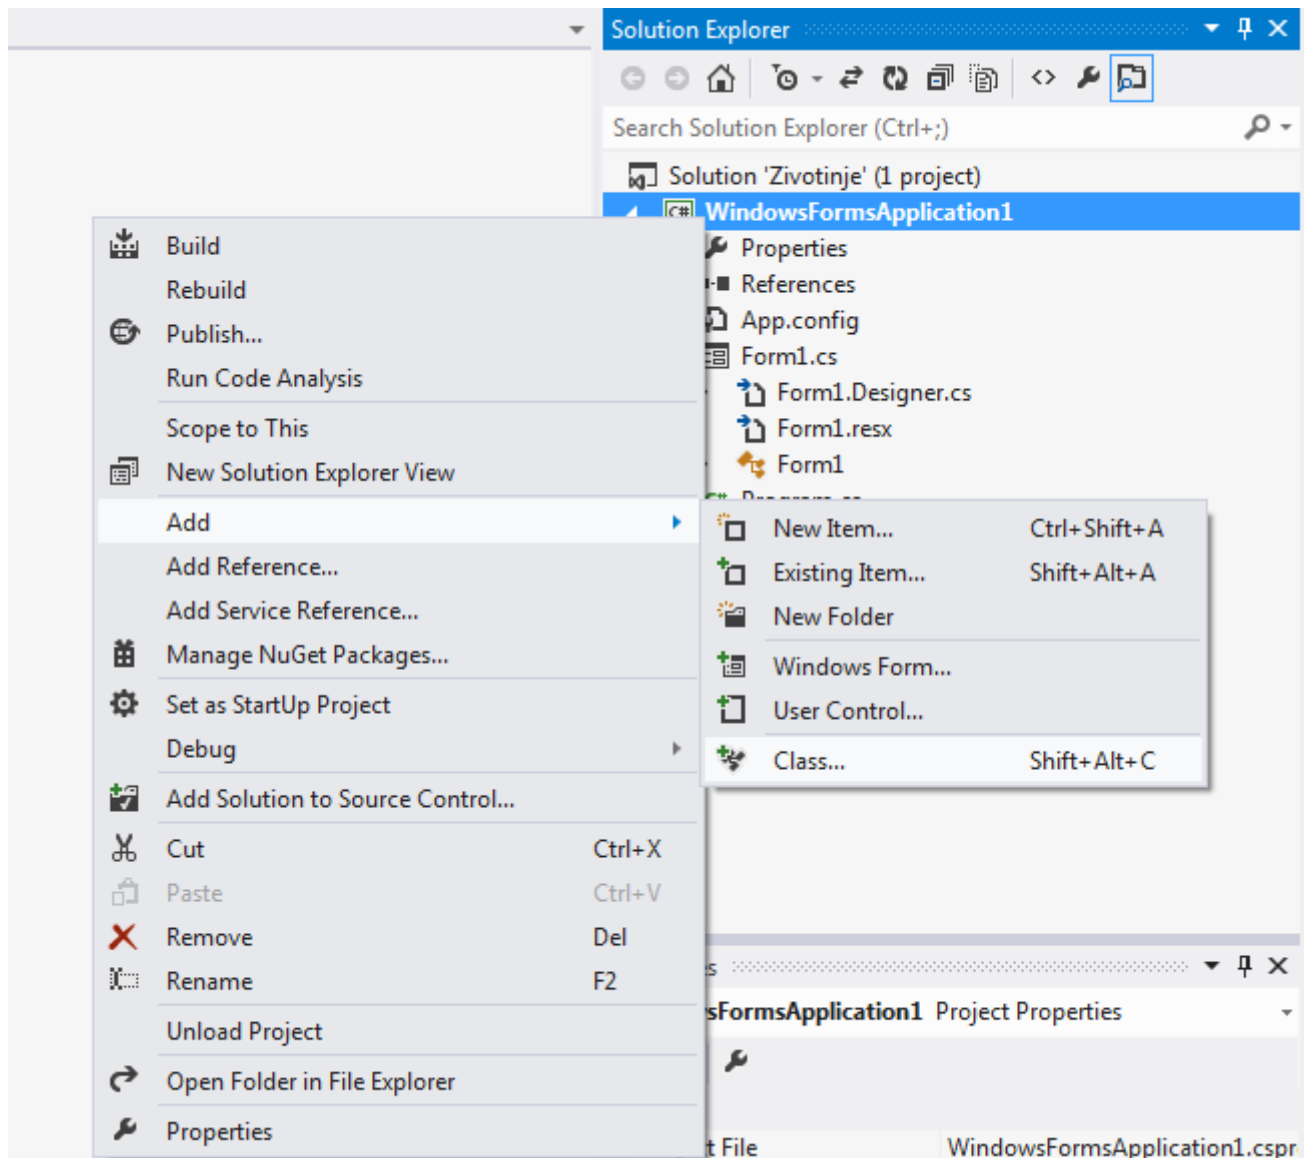 Solution Explorer
Search Solution Explorer (Ctrl+;)
Solution 'Zivotinje' (1 project)
C# WindowsFormsApplication1
Properties
References
App.config
Form1.cs
Form1.Designer.cs
Form1.resx
Form1
Build
Rebuild
Publish...
Run Code Analysis
Scope to This
New Solution Explorer View
Add
Add Reference...
Add Service Reference...
Manage NuGet Packages...
Set as StartUp Project
Debug
Add Solution to Source Control...
Cut Ctrl+X
Paste Ctrl+V
Remove Del
Rename F2
Unload Project
Open Folder in File Explorer
Properties
New Item... Ctrl+Shift+A
Existing Item... Shift+Alt+A
New Folder
Windows Form...
User Control...
Class... Shift+Alt+C
sFormsApplication1 Project Properties
t File WindowsFormsApplication1.cspr